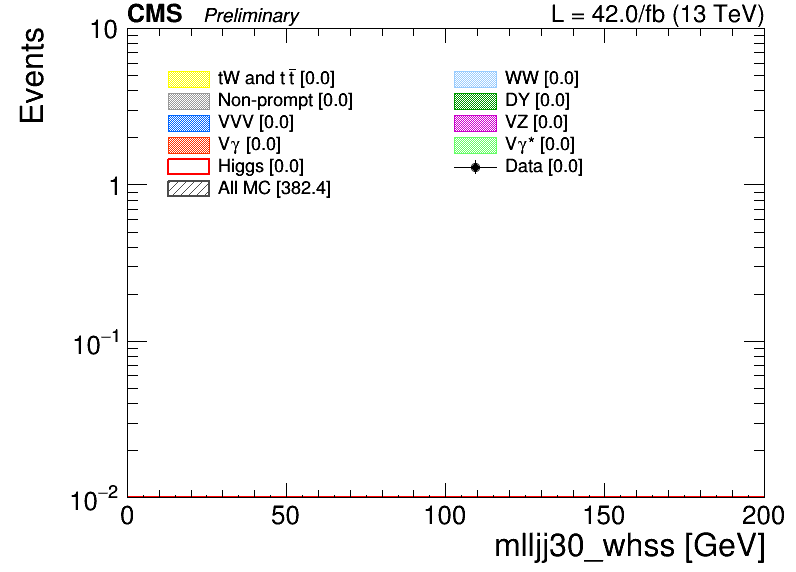 CMS Preliminary L = 42.0/fb (13 TeV)
Events
10
1
10⁻¹
10⁻²
tW and t t̅ [0.0]
Non-prompt [0.0]
VVV [0.0]
Vγ [0.0]
Higgs [0.0]
All MC [382.4]
WW [0.0]
DY [0.0]
VZ [0.0]
Vγ* [0.0]
Data [0.0]
0 50 100 150 200
mlljj30_whss [GeV]